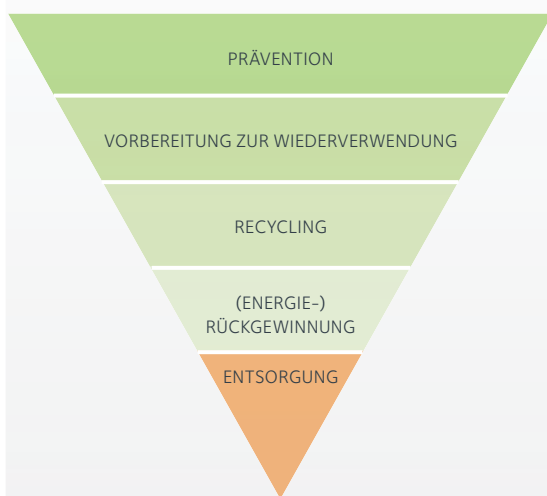 PRÄVENTION
VORBEREITUNG ZUR WIEDERVERWENDUNG
RECYCLING
(ENERGIE-)
RÜCKGEWINNUNG
ENTSORGUNG